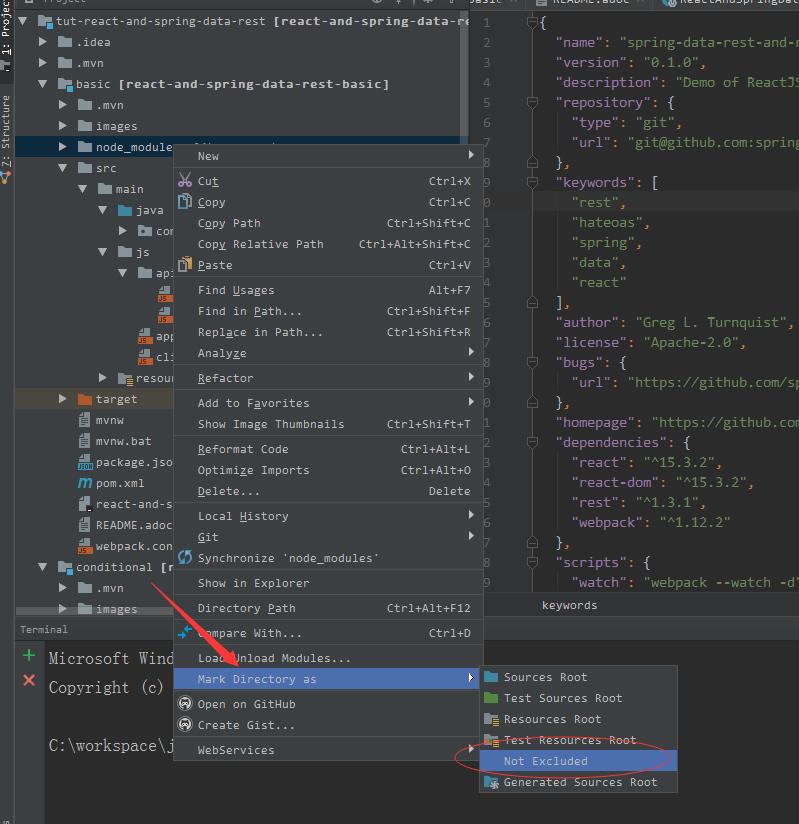 Project
1: Project
7: Structure
tut-react-and-spring-data-rest [react-and-spring-data-re
.idea
.mvn
basic [react-and-spring-data-rest-basic]
.mvn
images
node_module
src
main
java
con
js
api
app
cli
resou
target
mvnw
mvnw.bat
package.jso
pom.xml
react-and-s
README.adoc
webpack.con
conditional [r
.mvn
images
New
Cut Ctrl+X
Copy Ctrl+C
Copy Path Ctrl+Shift+C
Copy Relative Path Ctrl+Alt+Shift+C
Paste Ctrl+V
Find Usages Alt+F7
Find in Path... Ctrl+Shift+F
Replace in Path... Ctrl+Shift+R
Analyze
Refactor
Add to Favorites
Show Image Thumbnails Ctrl+Shift+T
Reformat Code Ctrl+Alt+L
Optimize Imports Ctrl+Alt+O
Delete... Delete
Local History
Git
Synchronize 'node_modules'
Show in Explorer
Directory Path Ctrl+Alt+F12
Compare With... Ctrl+D
Load/Unload Modules...
Mark Directory as
Open on GitHub
Create Gist...
WebServices
Sources Root
Test Sources Root
Resources Root
Test Resources Root
Not Excluded
Generated Sources Root
1 {
2 "name": "spring-data-rest-and-r
3 "version": "0.1.0",
4 "description": "Demo of ReactJS
5 "repository": {
6 "type": "git",
7 "url": "git@github.com:spring
8 },
9 "keywords": [
0 "rest",
1 "hateoas",
2 "spring",
3 "data",
4 "react"
5 ],
6 "author": "Greg L. Turnquist",
7 "license": "Apache-2.0",
8 "bugs": {
9 "url": "https://github.com/sp
0 },
1 "homepage": "https://github.com
2 "dependencies": {
3 "react": "^15.3.2",
4 "react-dom": "^15.3.2",
5 "rest": "^1.3.1",
6 "webpack": "^1.12.2"
7 },
8 "scripts": {
9 "watch": "webpack --watch -d"
keywords
Terminal
Microsoft Wind
Copyright (c)
C:\workspace\j